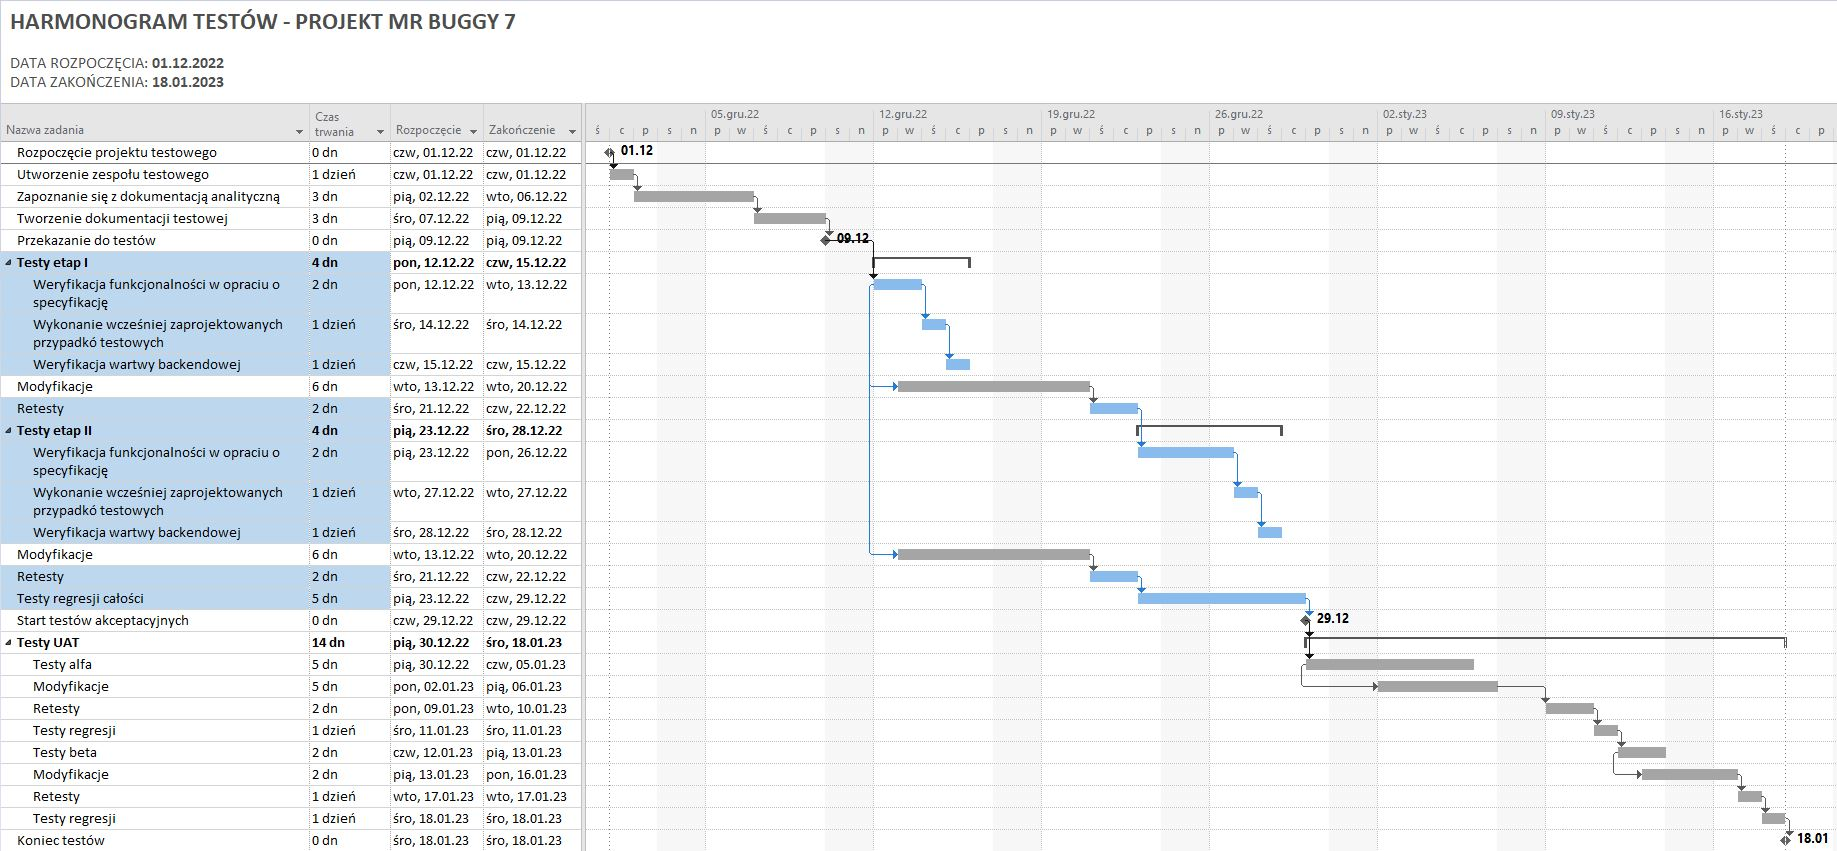 HARMONOGRAM TESTÓW - PROJEKT MR BUGGY 7
DATA ROZPOCZĘCIA: 01.12.2022
DATA ZAKOŃCZENIA: 18.01.2023
Nazwa zadania Czas trwania Rozpoczęcie Zakończenie
05.gru.22 12.gru.22 19.gru.22 26.gru.22 02.sty.23 09.sty.23 16.sty.23
ś c p s n p w ś c p s n p w ś c p s n p w ś c p s n p w ś c p s n p w ś c p s n p w ś c p s n p w ś c p
Rozpoczęcie projektu testowego 0 dn czw, 01.12.22 czw, 01.12.22 01.12
Utworzenie zespołu testowego 1 dzień czw, 01.12.22 czw, 01.12.22
Zapoznanie się z dokumentacją analityczną 3 dn pią, 02.12.22 wto, 06.12.22
Tworzenie dokumentacji testowej 3 dn śro, 07.12.22 pią, 09.12.22
Przekazanie do testów 0 dn pią, 09.12.22 pią, 09.12.22 09.12
Testy etap I 4 dn pon, 12.12.22 czw, 15.12.22
Weryfikacja funkcjonalności w opraciu o 2 dn pon, 12.12.22 wto, 13.12.22
specyfikację
Wykonanie wcześniej zaprojektowanych 1 dzień śro, 14.12.22 śro, 14.12.22
przypadkó testowych
Weryfikacja wartwy backendowej 1 dzień czw, 15.12.22 czw, 15.12.22
Modyfikacje 6 dn wto, 13.12.22 wto, 20.12.22
Retesty 2 dn śro, 21.12.22 czw, 22.12.22
Testy etap II 4 dn pią, 23.12.22 śro, 28.12.22
Weryfikacja funkcjonalności w opraciu o 2 dn pią, 23.12.22 pon, 26.12.22
specyfikację
Wykonanie wcześniej zaprojektowanych 1 dzień wto, 27.12.22 wto, 27.12.22
przypadkó testowych
Weryfikacja wartwy backendowej 1 dzień śro, 28.12.22 śro, 28.12.22
Modyfikacje 6 dn wto, 13.12.22 wto, 20.12.22
Retesty 2 dn śro, 21.12.22 czw, 22.12.22
Testy regresji całości 5 dn pią, 23.12.22 czw, 29.12.22
Start testów akceptacyjnych 0 dn czw, 29.12.22 czw, 29.12.22 29.12
Testy UAT 14 dn pią, 30.12.22 śro, 18.01.23
Testy alfa 5 dn pią, 30.12.22 czw, 05.01.23
Modyfikacje 5 dn pon, 02.01.23 pią, 06.01.23
Retesty 2 dn pon, 09.01.23 wto, 10.01.23
Testy regresji 1 dzień śro, 11.01.23 śro, 11.01.23
Testy beta 2 dn czw, 12.01.23 pią, 13.01.23
Modyfikacje 2 dn pią, 13.01.23 pon, 16.01.23
Retesty 1 dzień wto, 17.01.23 wto, 17.01.23
Testy regresji 1 dzień śro, 18.01.23 śro, 18.01.23
Koniec testów 0 dn śro, 18.01.23 śro, 18.01.23 18.01